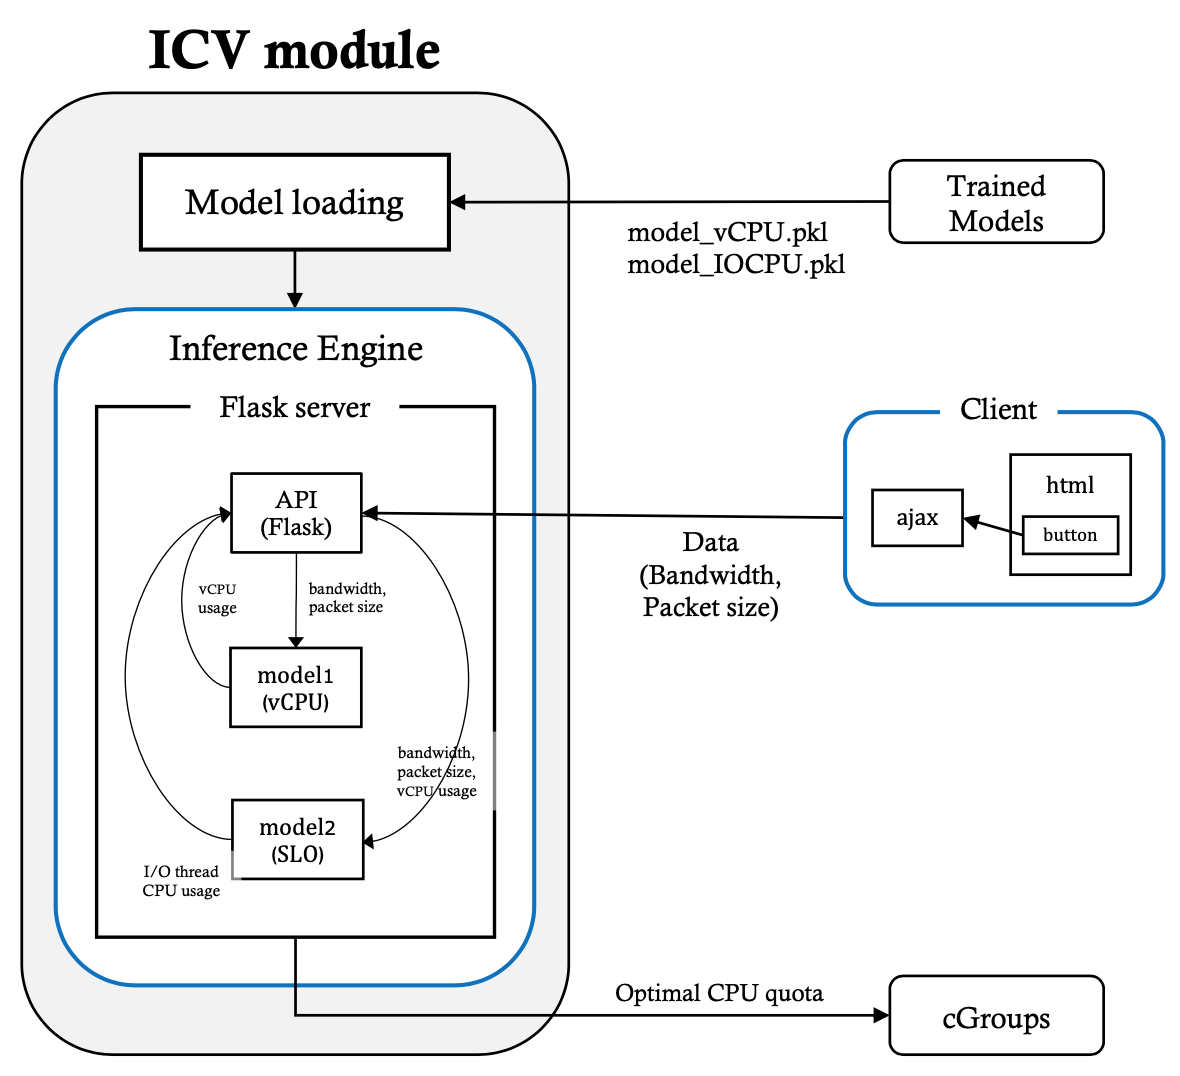 ICV module
Model loading
Trained
Models
model_vCPU.pkl
model_IOCPU.pkl
Inference Engine
Flask server
Client
API
(Flask)
ajax
html
button
Data
(Bandwidth,
Packet size)
vCPU
usage
bandwidth,
packet size
model1
(vCPU)
bandwidth,
packet size,
vCPU usage
model2
(SLO)
I/O thread
CPU usage
Optimal CPU quota
cGroups